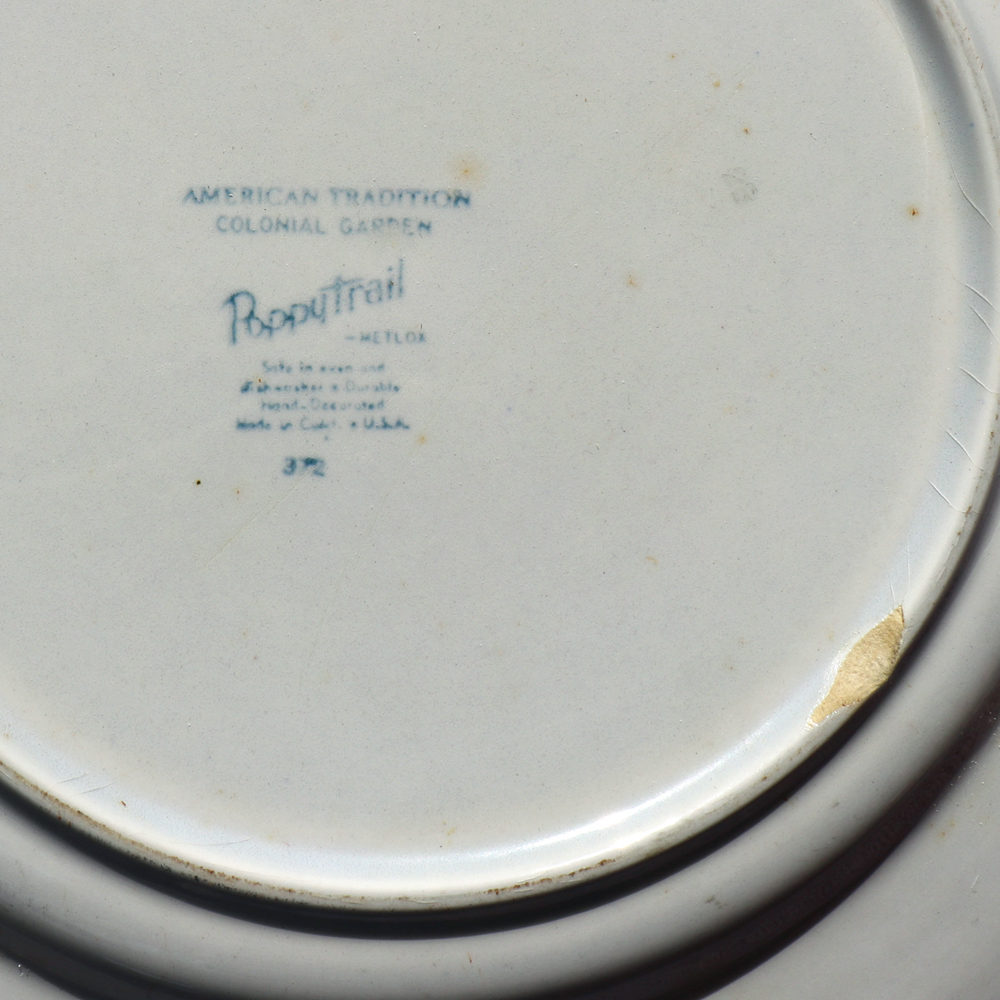 AMERICAN TRADITION
COLONIAL GARDEN
Poppytrail
-METLOX
Safe in oven and
dishwasher • Durable
Hand-Decorated
Made in Calif. • U.S.A.
372